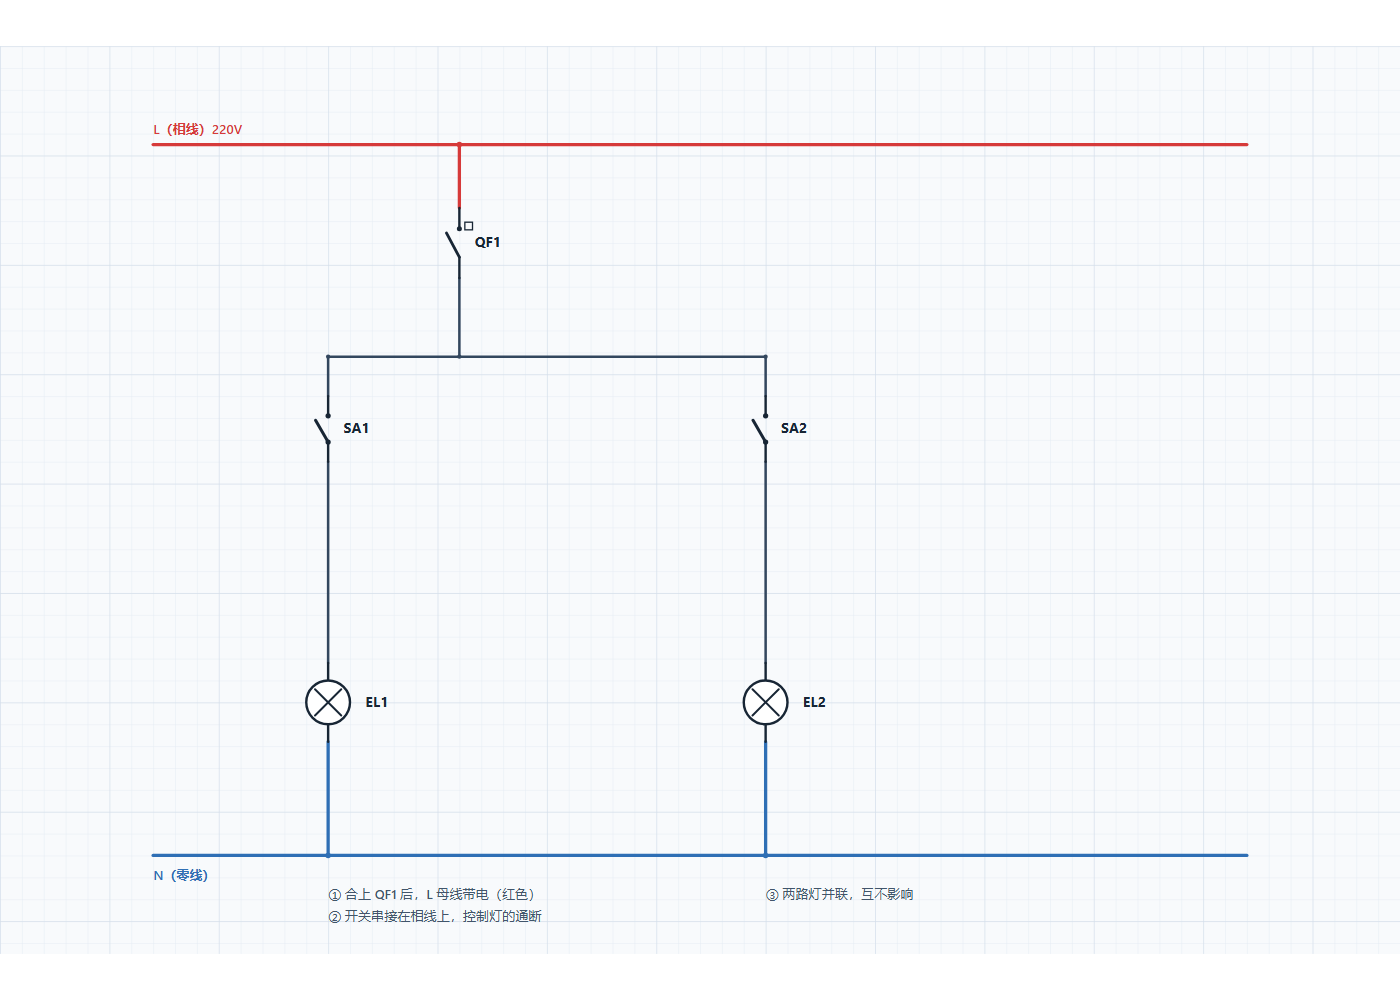 L（相线）220V
QF1
SA1
SA2
EL1
EL2
N（零线）
① 合上 QF1 后，L 母线带电（红色）
② 开关串接在相线上，控制灯的通断
③ 两路灯并联，互不影响